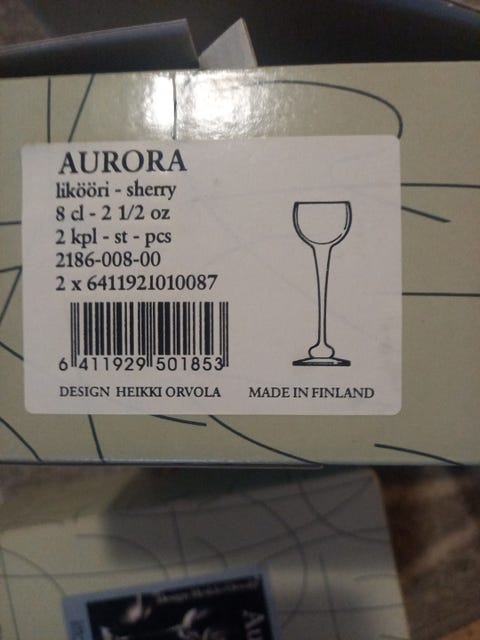 AURORA
likööri - sherry
8 cl - 2 1/2 oz
2 kpl - st - pcs
2186-008-00
2 x 6411921010087
6 411929 501853
DESIGN HEIKKI ORVOLA MADE IN FINLAND